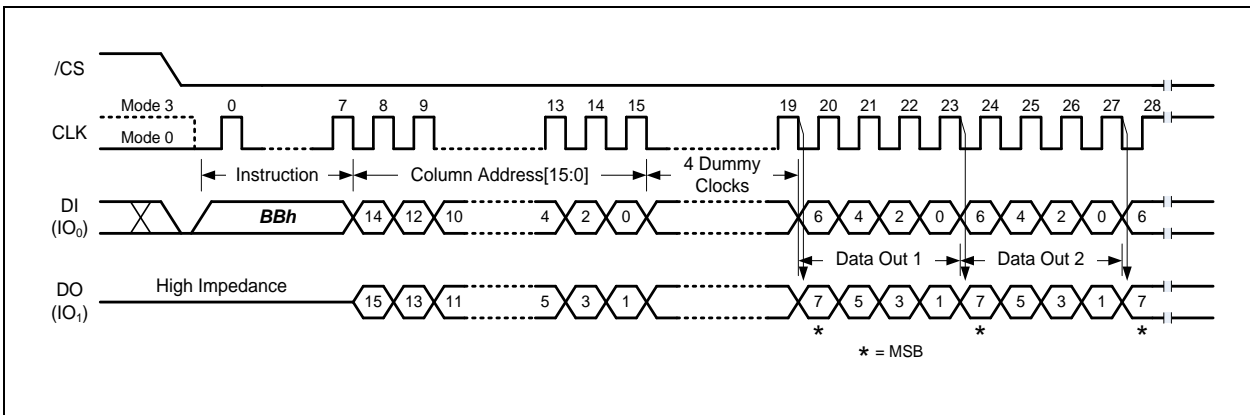 /CS
Mode 3 0 7 8 9 13 14 15 19 20 21 22 23 24 25 26 27 28
CLK
Mode 0
Instruction Column Address[15:0] 4 Dummy Clocks
DI (IO0) BBh 14 12 10 4 2 0 6 4 2 0 6 4 2 0 6
Data Out 1 Data Out 2
High Impedance
DO (IO1) 15 13 11 5 3 1 7 5 3 1 7 5 3 1 7
* * *
* = MSB